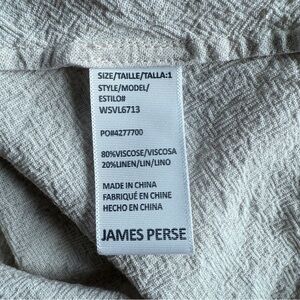 SIZE/TAILLE/TALLA:1
STYLE/MODEL/
ESTILO#
WSVL6713
PO#4277700
80%VISCOSE/VISCOSA
20%LINEN/LIN/LINO
MADE IN CHINA
FABRIQUÉ EN CHINE
HECHO EN CHINA
JAMES PERSE